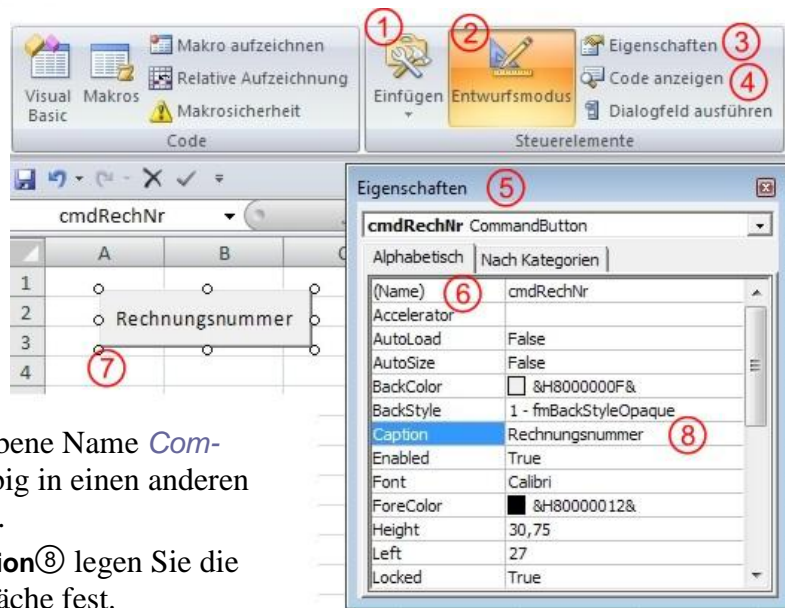 1
2
Makro aufzeichnen
Relative Aufzeichnung
Makrosicherheit
Visual Basic
Makros
Code
Einfügen
Entwurfsmodus
Eigenschaften 3
Code anzeigen 4
Dialogfeld ausführen
Steuerelemente
cmdRechNr
A B C
1
2
3
4
Rechnungsnummer
7
Eigenschaften 5
cmdRechNr CommandButton
Alphabetisch Nach Kategorien
(Name) 6 cmdRechNr
Accelerator
AutoLoad False
AutoSize False
BackColor &H8000000F&
BackStyle 1 - fmBackStyleOpaque
Caption Rechnungsnummer 8
Enabled True
Font Calibri
ForeColor &H80000012&
Height 30,75
Left 27
Locked True
bene Name Com-
big in einen anderen
.
ion⑧ legen Sie die
äche fest.